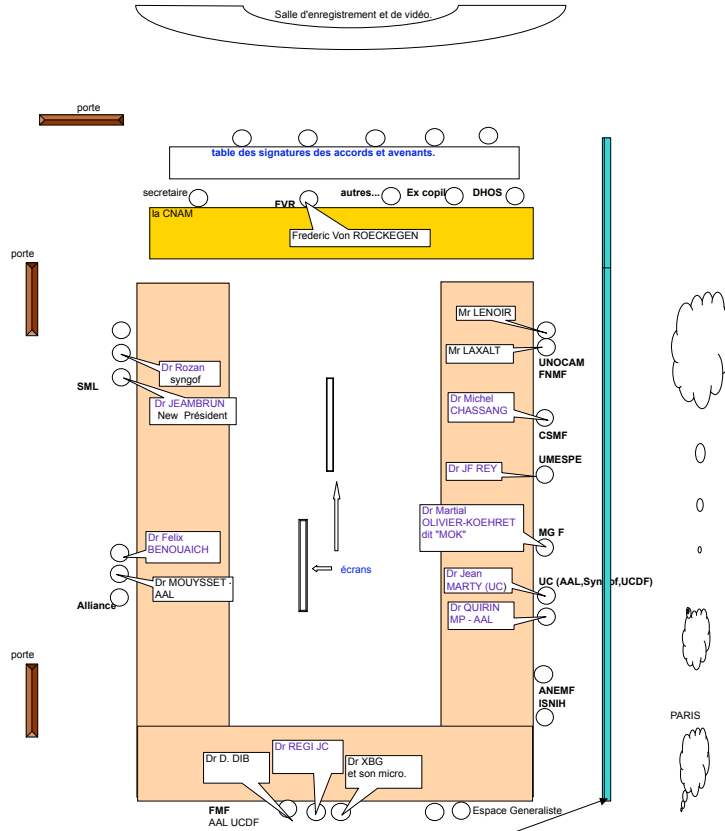 Salle d'enregistrement et de vidéo.
porte
table des signatures des accords et avenants.
secretaire
FVR
autres...
Ex copil
DHOS
la CNAM
Frederic Von ROECKEGEN
porte
Mr LENOIR
Mr LAXALT
UNOCAM
FNMF
Dr Rozan
syngof
SML
Dr JEAMBRUN
New Président
Dr Michel
CHASSANG
CSMF
UMESPE
Dr JF REY
Dr Martial
OLIVIER-KOEHRET
dit "MOK"
MG F
Dr Felix
BENOUAICH
écrans
Dr MOUYSSET -
AAL
Alliance
Dr Jean
MARTY (UC)
UC (AAL,Syngof,UCDF)
Dr QUIRIN
MP - AAL
porte
ANEMF
ISNIH
PARIS
Dr D. DIB
Dr REGI JC
Dr XBG
et son micro.
FMF
AAL UCDF
Espace Generaliste